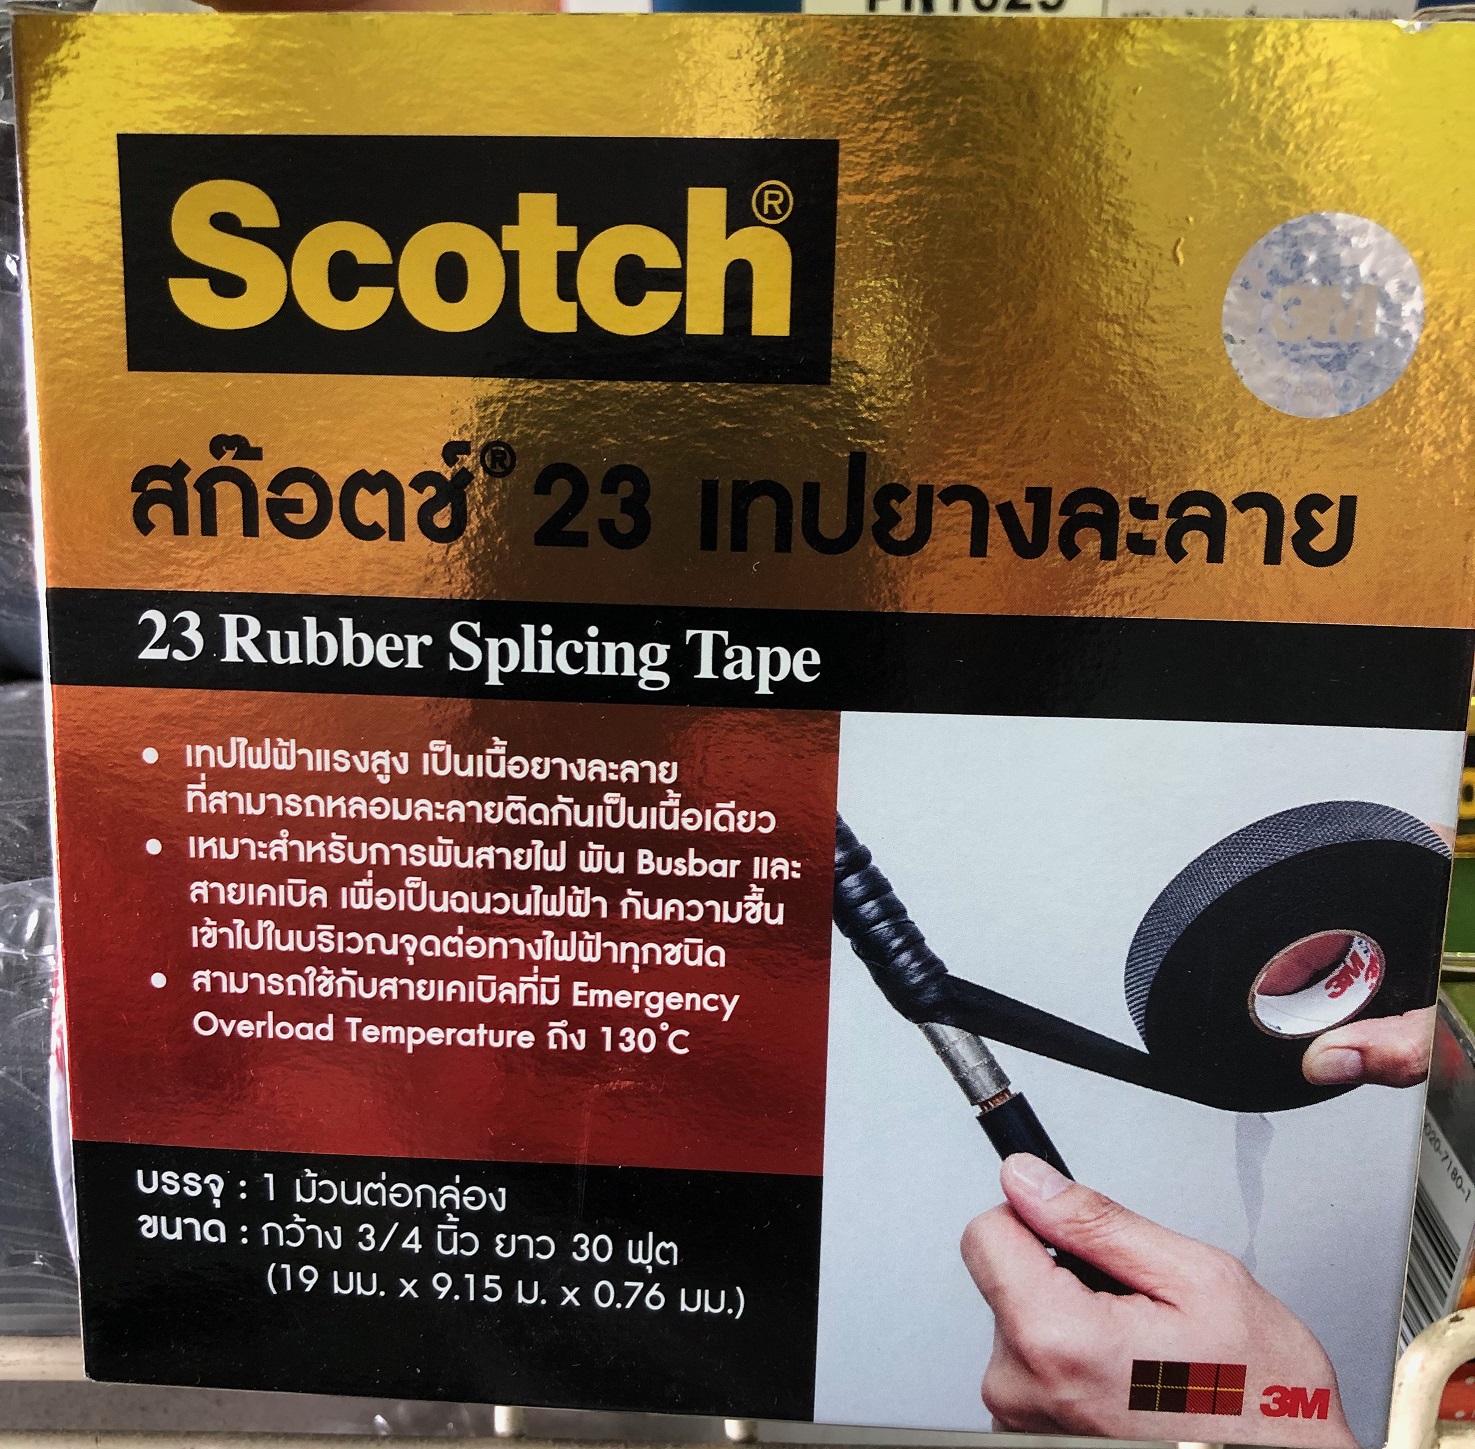 Scotch®
สก๊อตช์® 23 เทปยางละลาย
23 Rubber Splicing Tape
• เทปไฟฟ้าแรงสูง เป็นเนื้อยางละลาย
ที่สามารถหลอมละลายติดกันเป็นเนื้อเดียว
• เหมาะสำหรับการพันสายไฟ พัน Busbar และ
สายเคเบิล เพื่อเป็นฉนวนไฟฟ้า กันความชื้น
เข้าไปในบริเวณจุดต่อทางไฟฟ้าทุกชนิด
• สามารถใช้กับสายเคเบิลที่มี Emergency
Overload Temperature ถึง 130°C
บรรจุ : 1 ม้วนต่อกล่อง
ขนาด : กว้าง 3/4 นิ้ว ยาว 30 ฟุต
(19 มม. x 9.15 ม. x 0.76 มม.)
3M
3M
3M